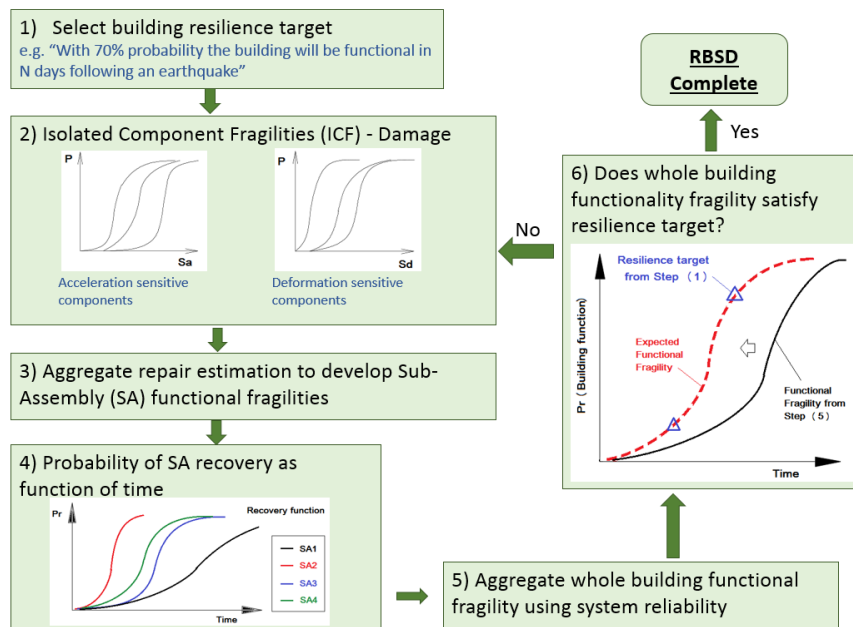 1) Select building resilience target
e.g. “With 70% probability the building will be functional in
N days following an earthquake”
2) Isolated Component Fragilities (ICF) - Damage
P
Sa
Acceleration sensitive
components
P
Sd
Deformation sensitive
components
3) Aggregate repair estimation to develop Sub-
Assembly (SA) functional fragilities
4) Probability of SA recovery as
function of time
Pr
Recovery function
SA1
SA2
SA3
SA4
Time
5) Aggregate whole building functional
fragility using system reliability
6) Does whole building
functionality fragility satisfy
resilience target?
Pr (Building function)
Resilience target
from Step (1)
Expected
Functional
Fragility
Functional
Fragility from
Step (5)
Time
No
Yes
RBSD
Complete